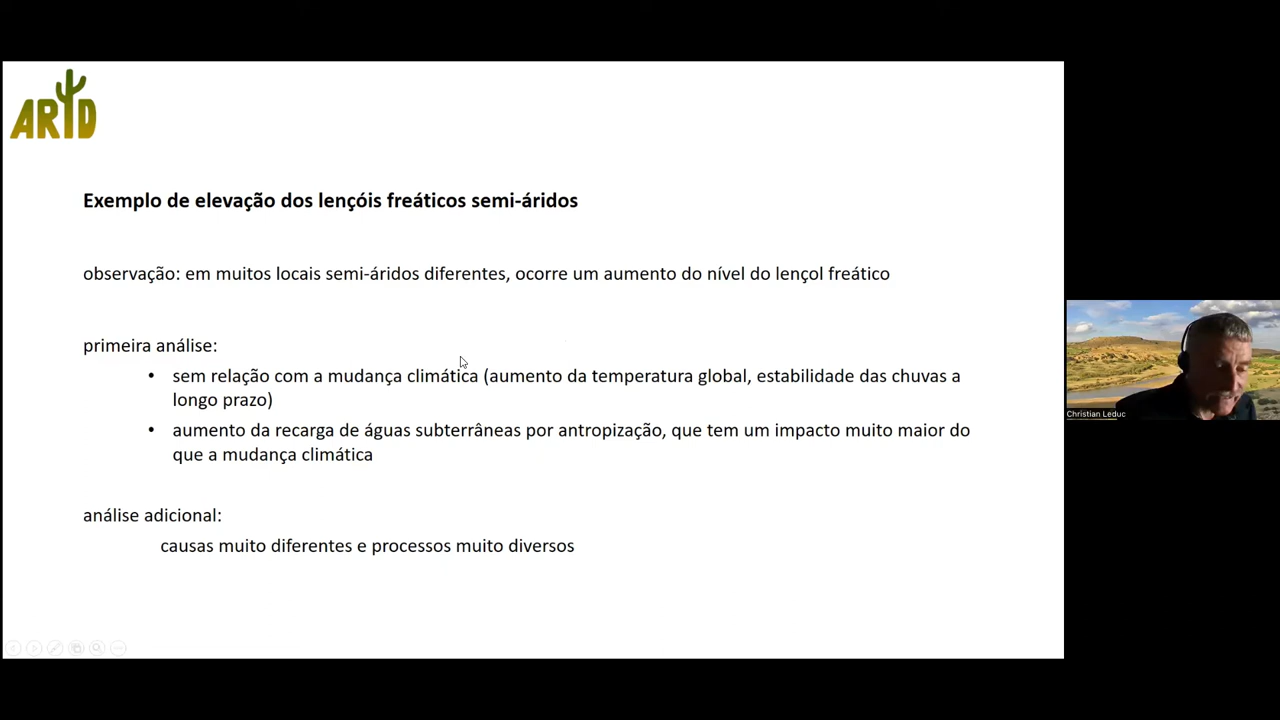 ARID
Exemplo de elevação dos lençóis freáticos semi-áridos
observação: em muitos locais semi-áridos diferentes, ocorre um aumento do nível do lençol freático
primeira análise:
• sem relação com a mudança climática (aumento da temperatura global, estabilidade das chuvas a
longo prazo)
• aumento da recarga de águas subterrâneas por antropização, que tem um impacto muito maior do
que a mudança climática
análise adicional:
causas muito diferentes e processos muito diversos
Christian Leduc